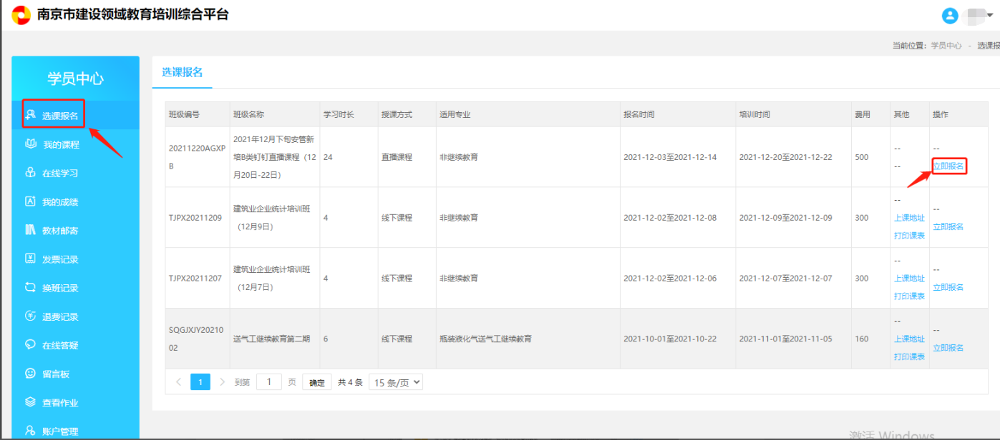 南京市建设领域教育培训综合平台
当前位置：学员中心 - 选课报
学员中心
选课报名
我的课程
在线学习
我的成绩
教材邮寄
发票记录
换班记录
退费记录
在线答疑
留言板
查看作业
账户管理
选课报名
班级编号 班级名称 学习时长 授课方式 适用专业 报名时间 培训时间 费用 其他 操作
20211220AGXP
B
2021年12月下旬安管新
培B类钉钉直播课程（12
月20日-22日）
24 直播课程 非继续教育 2021-12-03至2021-12-14 2021-12-20至2021-12-22 500
--
--
--
立即报名
TJPX20211209
建筑业企业统计培训班
（12月9日）
4 线下课程 非继续教育 2021-12-02至2021-12-08 2021-12-09至2021-12-09 300
--
上课地址
打印课表
--
立即报名
TJPX20211207
建筑业企业统计培训班
（12月7日）
4 线下课程 非继续教育 2021-12-02至2021-12-06 2021-12-07至2021-12-07 300
--
上课地址
打印课表
--
立即报名
SQGJXJY20210
02
送气工继续教育第二期 6 线下课程 瓶装液化气送气工继续教育 2021-10-01至2021-10-22 2021-11-01至2021-11-05 160
--
上课地址
打印课表
--
立即报名
1 到第 1 页 确定 共 4 条 15 条/页
激活 Windows